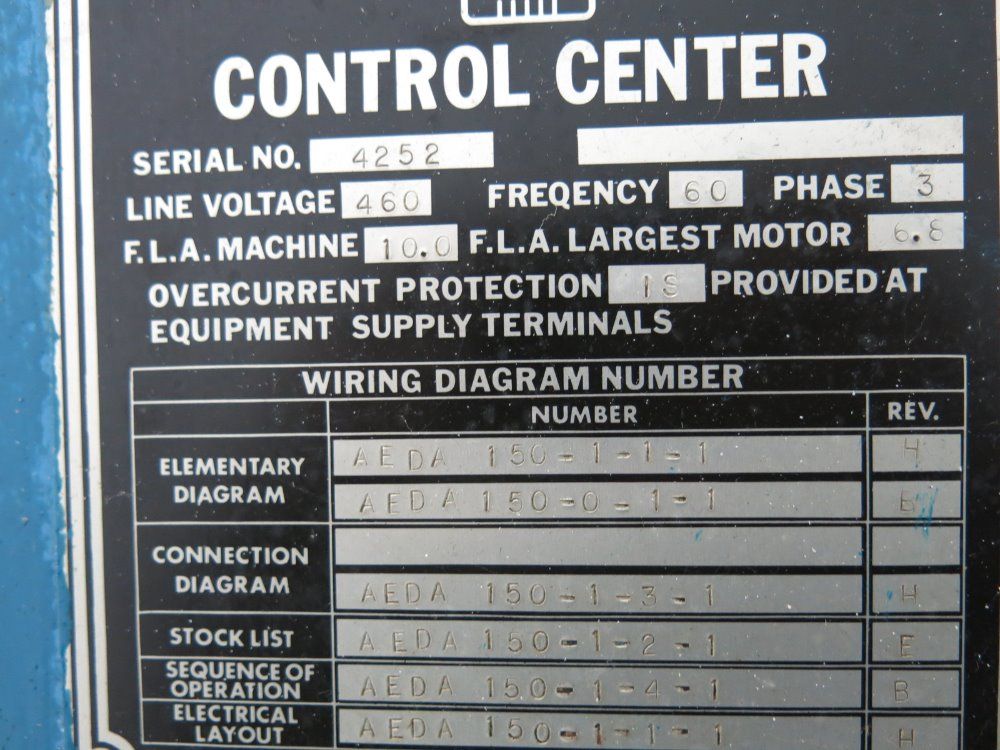 CONTROL CENTER
SERIAL NO. 4252
LINE VOLTAGE 460 FREQENCY 60 PHASE 3
F.L.A. MACHINE 10.0 F.L.A. LARGEST MOTOR 6.8
OVERCURRENT PROTECTION IS PROVIDED AT
EQUIPMENT SUPPLY TERMINALS
WIRING DIAGRAM NUMBER
NUMBER REV.
ELEMENTARY DIAGRAM
AEDA 150-1-1-1 H
AEDA 150-0-1-1
CONNECTION DIAGRAM
AEDA 150-1-3-1 H
STOCK LIST AEDA 150-1-2-1 E
SEQUENCE OF OPERATION AEDA 150-1-4-1 B
ELECTRICAL LAYOUT AEDA 150-1-1-1 H